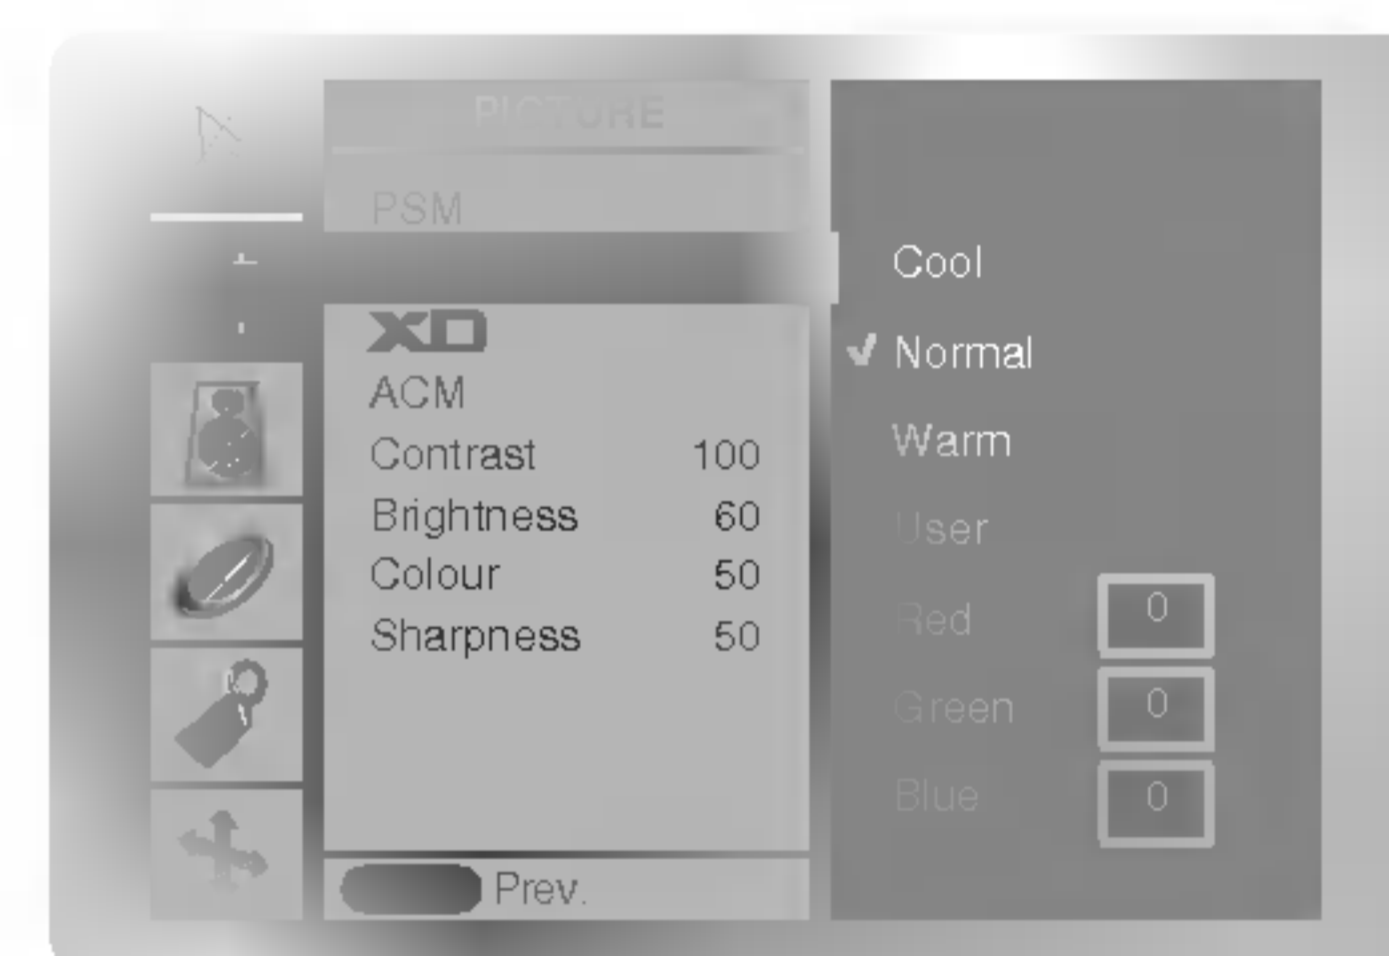 PICTURE
PSM
XD
ACM
Contrast 100
Brightness 60
Colour 50
Sharpness 50
Prev.
Cool
Normal
Warm
User
Red 0
Green 0
Blue 0